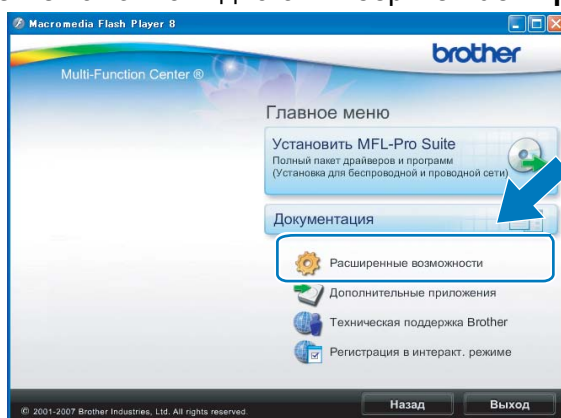 Macromedia Flash Player 8
brother
Multi-Function Center ®
Главное меню
Установить MFL-Pro Suite
Полный пакет драйверов и программ
(Установка для беспроводной и проводной сети)
Документация
Расширенные возможности
Дополнительные приложения
Техническая поддержка Brother
Регистрация в интеракт. режиме
© 2001-2007 Brother Industries, Ltd. All rights reserved.
Назад
Выход